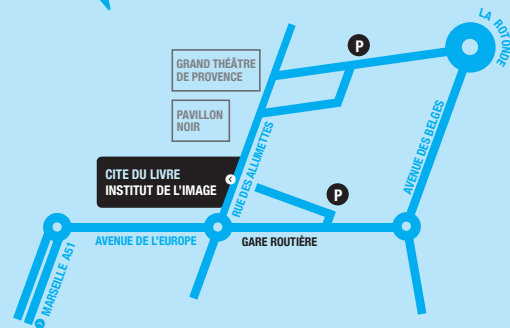 LA ROTONDE
P
GRAND THÉÂTRE
DE PROVENCE
PAVILLON
NOIR
RUE DES ALLUMETTES
AVENUE DES BELGES
CITE DU LIVRE
INSTITUT DE L'IMAGE
P
AVENUE DE L'EUROPE
GARE ROUTIÈRE
MARSEILLE A51